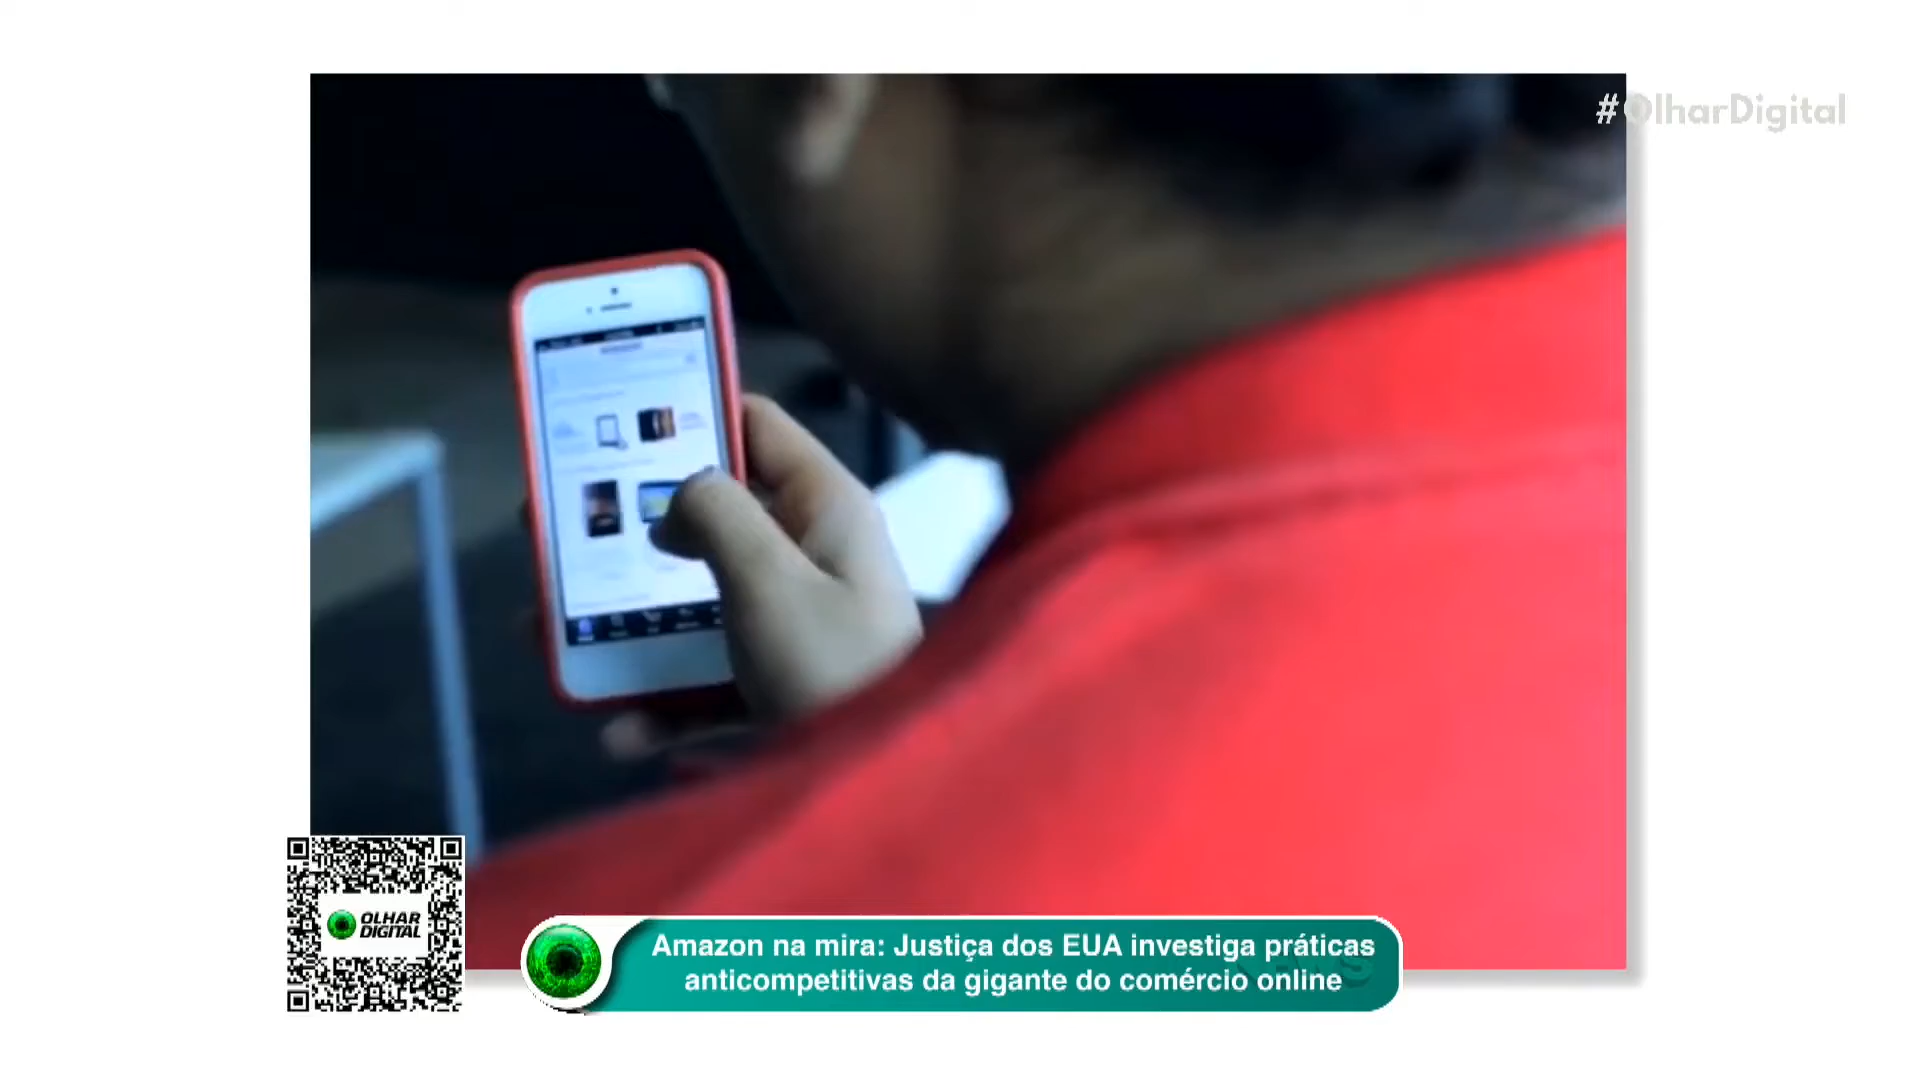 #OlharDigital
OLHAR
DIGITAL
Amazon na mira: Justiça dos EUA investiga práticas
anticompetitivas da gigante do comércio online